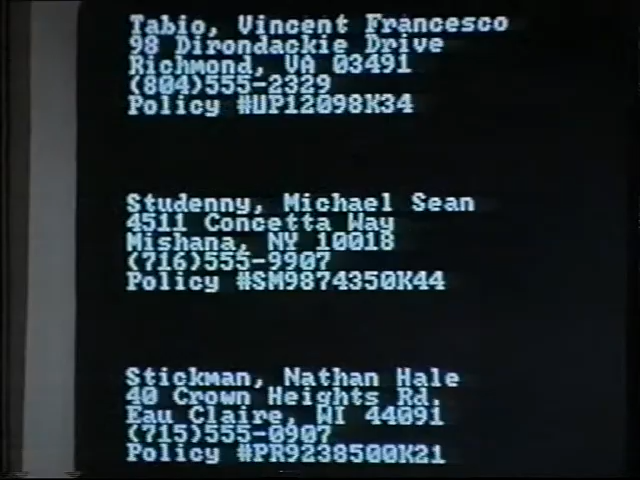 Tabio, Vincent Francesco
98 Dirondackie Drive
Richmond, VA 03491
(804)555-2329
Policy #UP12098K34
Studenny, Michael Sean
4511 Concetta Way
Mishana, NY 10018
(716)555-9907
Policy #SM9874350K44
Stickman, Nathan Hale
40 Crown Heights Rd.
Eau Claire, WI 44091
(715)555-0907
Policy #PR9238500K21